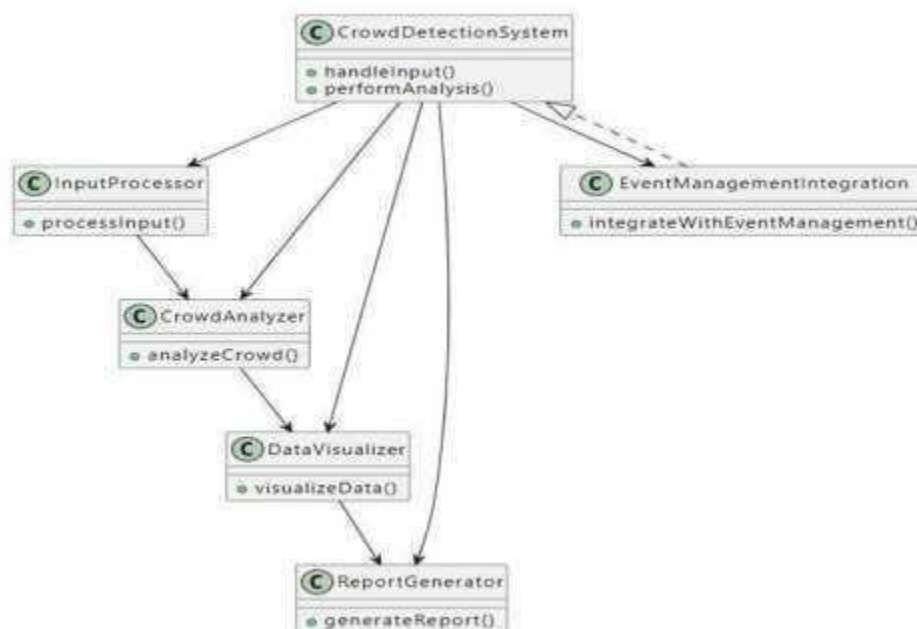 C CrowdDetectionSystem
handleInput()
performAnalysis()
C InputProcessor
processInput()
C EventManagementIntegration
integrateWithEventManagement()
C CrowdAnalyzer
analyzeCrowd()
C DataVisualizer
visualizeData()
C ReportGenerator
generateReport()